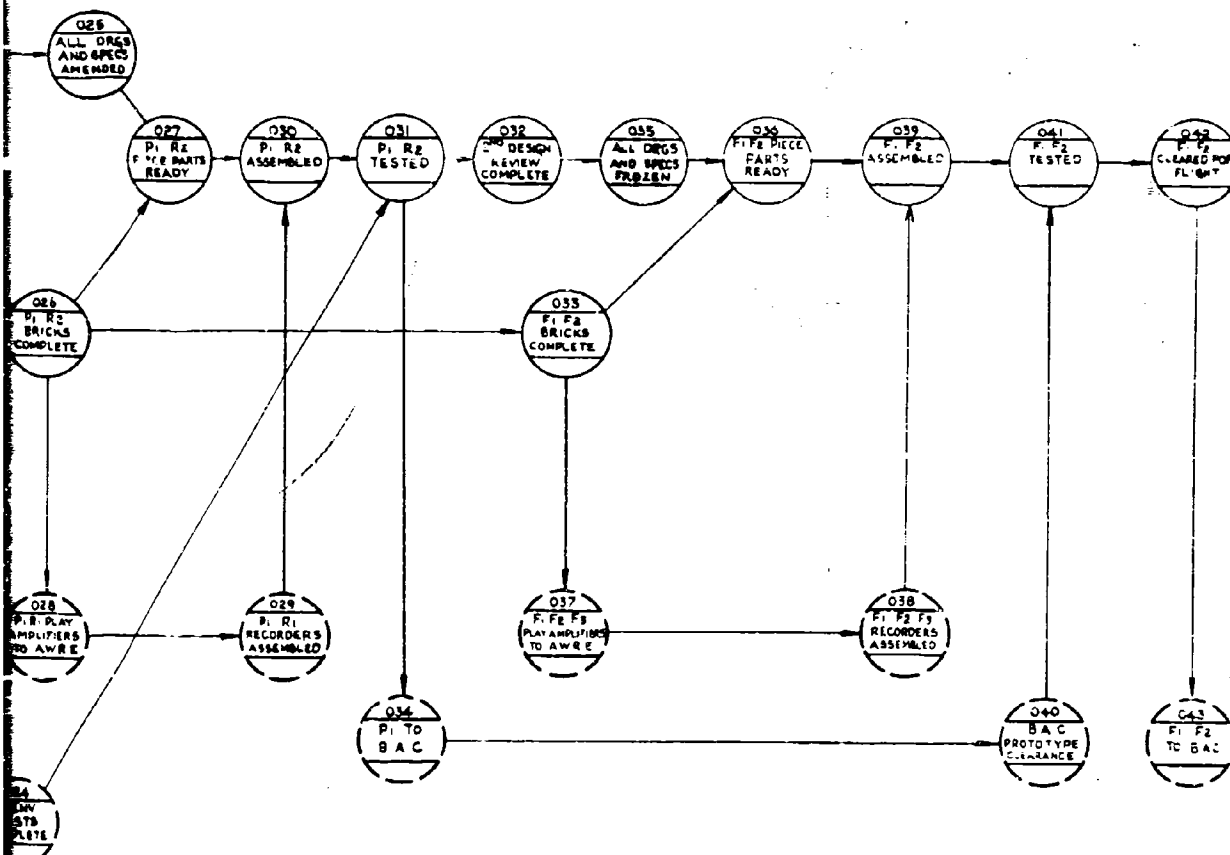 025
ALL DRGS
AND SPECS
AMENDED
027
P1 R2
PIECE PARTS
READY
030
P1 R2
ASSEMBLED
031
P1 R2
TESTED
032
2ND DESIGN
REVIEW
COMPLETE
035
ALL DRGS
AND SPECS
FROZEN
036
F1 F2 PIECE
PARTS
READY
039
F1 F2
ASSEMBLED
041
F1 F2
TESTED
042
F1 F2
CLEARED FOR
FLIGHT
026
P1 R2
BRICKS
COMPLETE
033
F1 F2
BRICKS
COMPLETE
028
P1 R1 PLAY
AMPLIFIERS
TO AWRE
029
P1 R1
RECORDERS
ASSEMBLED
037
F1 F2 F3
PLAY AMPLIFIERS
TO AWRE
038
F1 F2 F3
RECORDERS
ASSEMBLED
034
P1 TO
B A C
040
B A C
PROTOTYPE
CLEARANCE
043
F1 F2
TO BAC